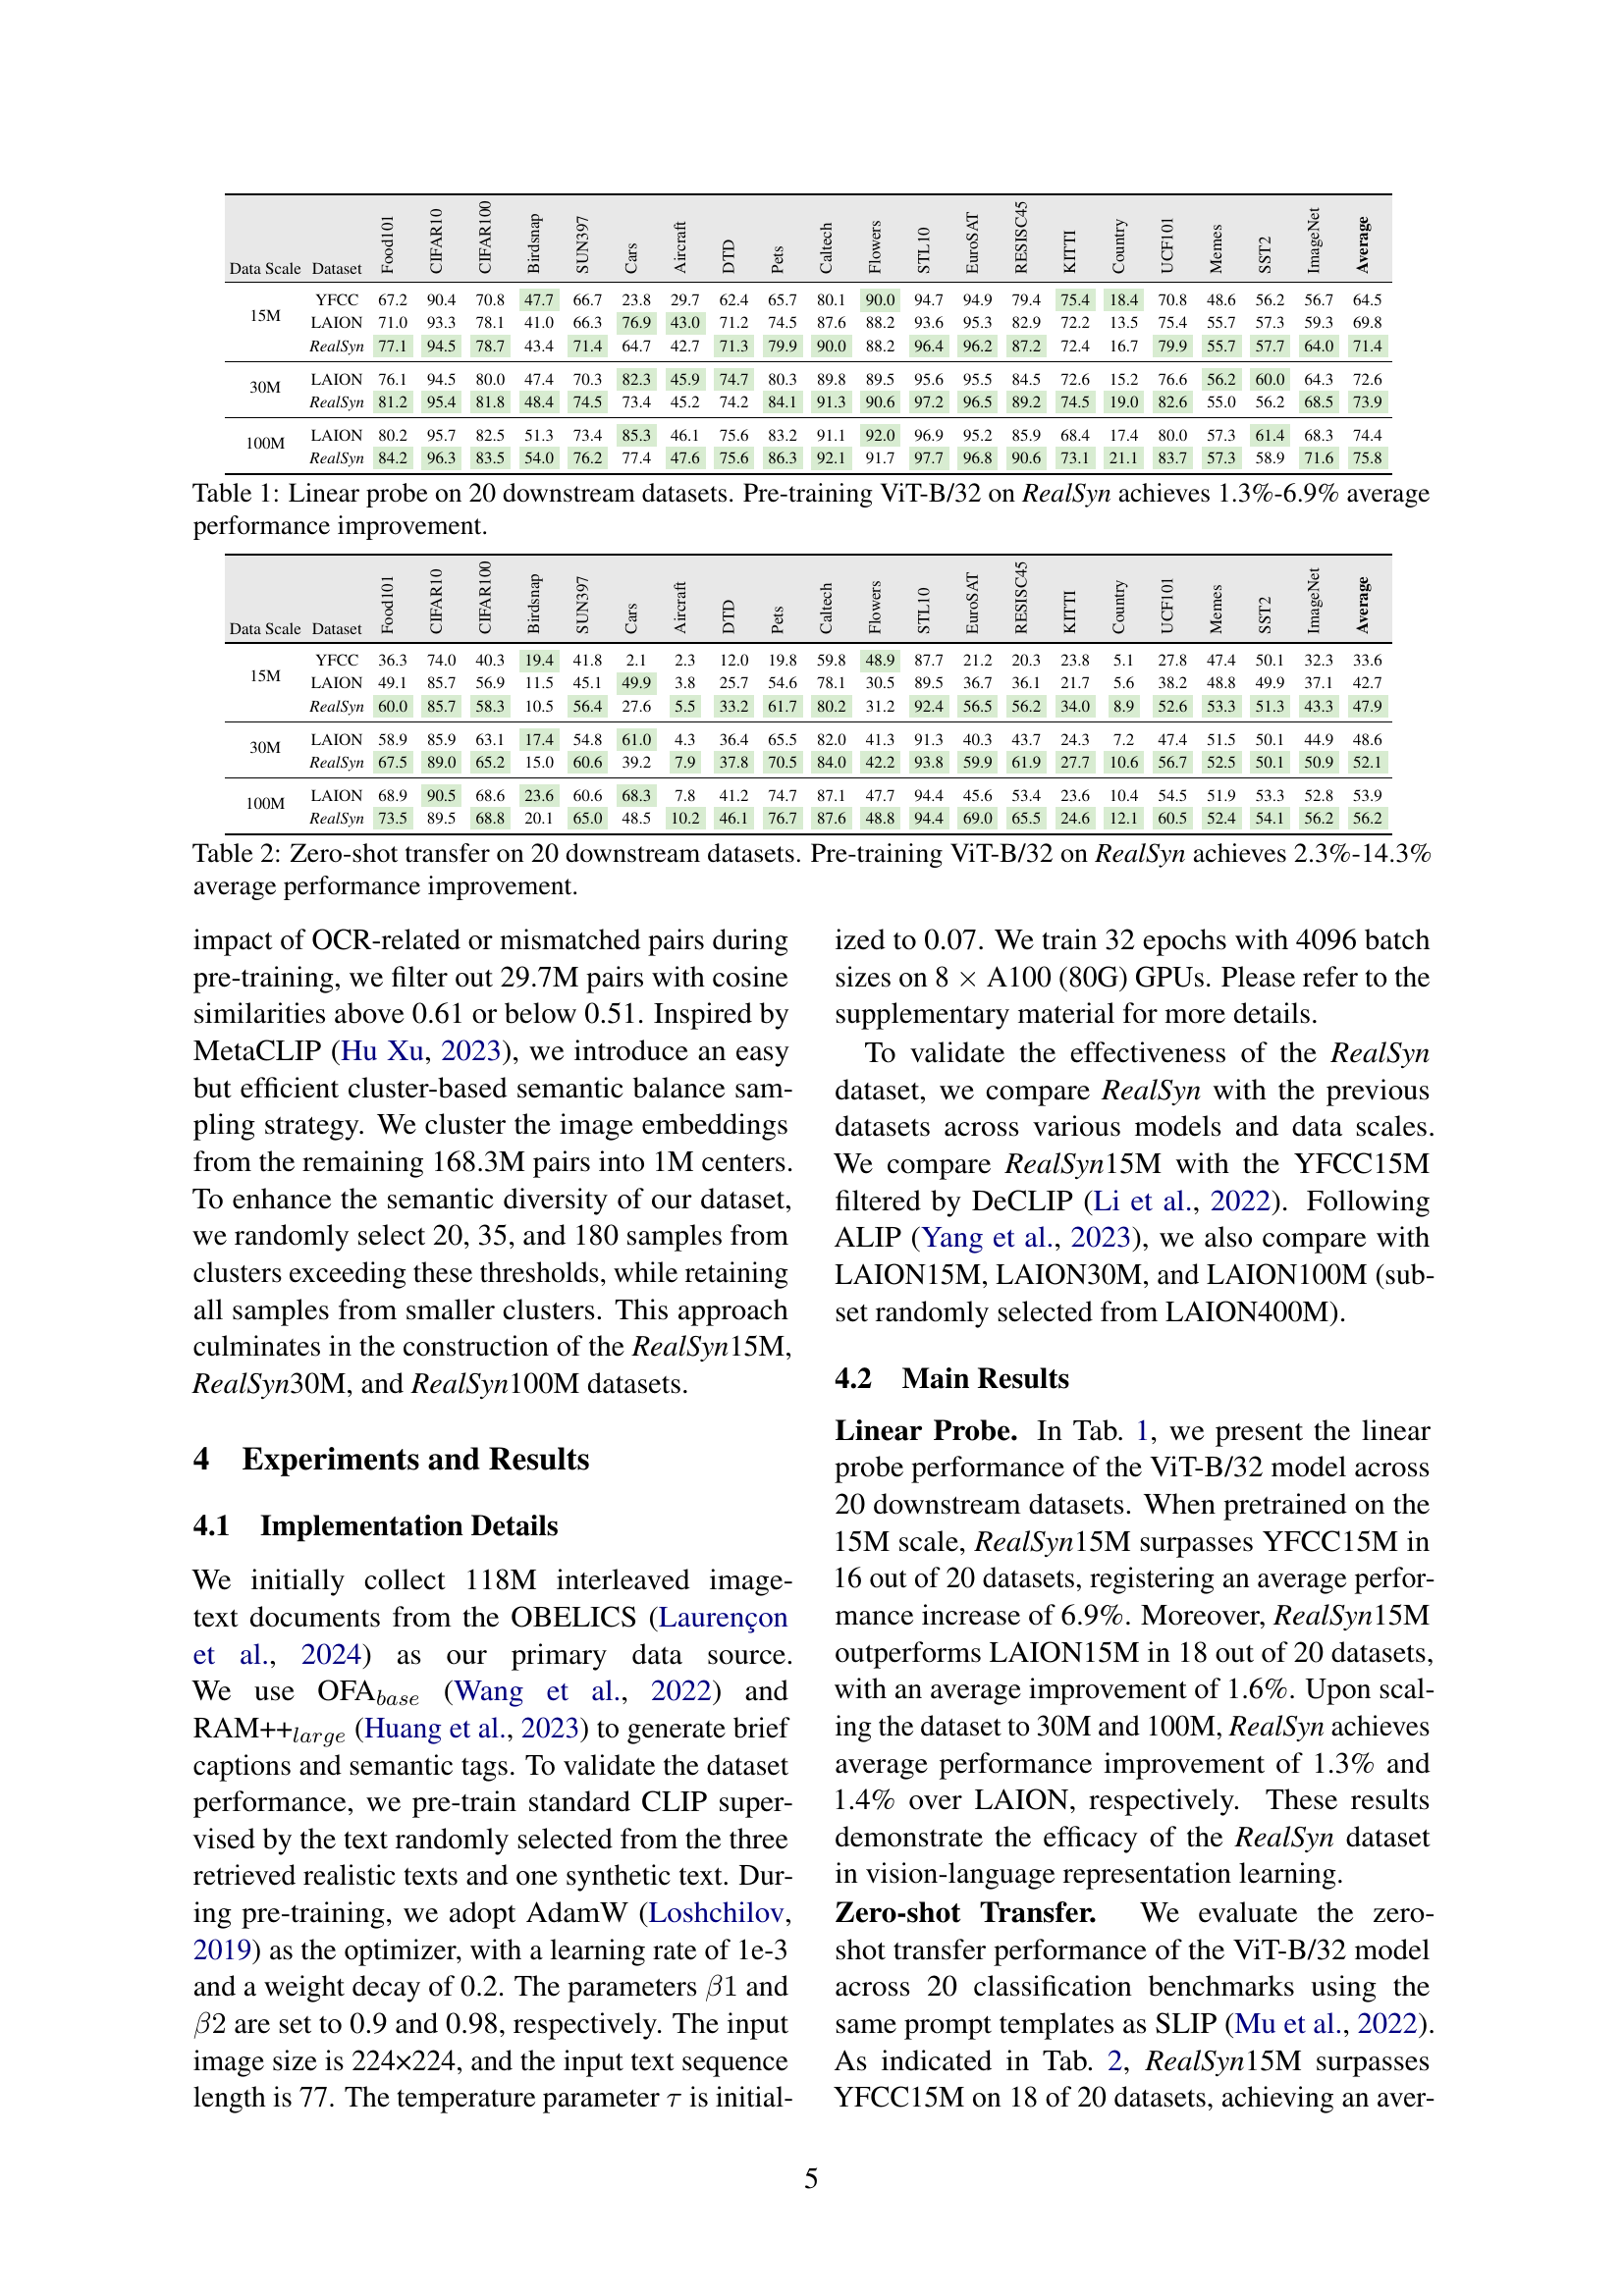 Data Scale Dataset Food101 CIFAR10 CIFAR100 Birdsnap SUN397 Cars Aircraft DTD Pets Caltech Flowers STL10 EuroSAT RESISC45 KITTI Country UCF101 Memes SST2 ImageNet Average
15M YFCC 67.2 90.4 70.8 47.7 66.7 23.8 29.7 62.4 65.7 80.1 90.0 94.7 94.9 79.4 75.4 18.4 70.8 48.6 56.2 56.7 64.5
LAION 71.0 93.3 78.1 41.0 66.3 76.9 43.0 71.2 74.5 87.6 88.2 93.6 95.3 82.9 72.2 13.5 75.4 55.7 57.3 59.3 69.8
RealSyn 77.1 94.5 78.7 43.4 71.4 64.7 42.7 71.3 79.9 90.0 88.2 96.4 96.2 87.2 72.4 16.7 79.9 55.7 57.7 64.0 71.4
30M LAION 76.1 94.5 80.0 47.4 70.3 82.3 45.9 74.7 80.3 89.8 89.5 95.6 95.5 84.5 72.6 15.2 76.6 56.2 60.0 64.3 72.6
RealSyn 81.2 95.4 81.8 48.4 74.5 73.4 45.2 74.2 84.1 91.3 90.6 97.2 96.5 89.2 74.5 19.0 82.6 55.0 56.2 68.5 73.9
100M LAION 80.2 95.7 82.5 51.3 73.4 85.3 46.1 75.6 83.2 91.1 92.0 96.9 95.2 85.9 68.4 17.4 80.0 57.3 61.4 68.3 74.4
RealSyn 84.2 96.3 83.5 54.0 76.2 77.4 47.6 75.6 86.3 92.1 91.7 97.7 96.8 90.6 73.1 21.1 83.7 57.3 58.9 71.6 75.8
Table 1: Linear probe on 20 downstream datasets. Pre-training ViT-B/32 on RealSyn achieves 1.3%-6.9% average
performance improvement.
Data Scale Dataset Food101 CIFAR10 CIFAR100 Birdsnap SUN397 Cars Aircraft DTD Pets Caltech Flowers STL10 EuroSAT RESISC45 KITTI Country UCF101 Memes SST2 ImageNet Average
15M YFCC 36.3 74.0 40.3 19.4 41.8 2.1 2.3 12.0 19.8 59.8 48.9 87.7 21.2 20.3 23.8 5.1 27.8 47.4 50.1 32.3 33.6
LAION 49.1 85.7 56.9 11.5 45.1 49.9 3.8 25.7 54.6 78.1 30.5 89.5 36.7 36.1 21.7 5.6 38.2 48.8 49.9 37.1 42.7
RealSyn 60.0 85.7 58.3 10.5 56.4 27.6 5.5 33.2 61.7 80.2 31.2 92.4 56.5 56.2 34.0 8.9 52.6 53.3 51.3 43.3 47.9
30M LAION 58.9 85.9 63.1 17.4 54.8 61.0 4.3 36.4 65.5 82.0 41.3 91.3 40.3 43.7 24.3 7.2 47.4 51.5 50.1 44.9 48.6
RealSyn 67.5 89.0 65.2 15.0 60.6 39.2 7.9 37.8 70.5 84.0 42.2 93.8 59.9 61.9 27.7 10.6 56.7 52.5 50.1 50.9 52.1
100M LAION 68.9 90.5 68.6 23.6 60.6 68.3 7.8 41.2 74.7 87.1 47.7 94.4 45.6 53.4 23.6 10.4 54.5 51.9 53.3 52.8 53.9
RealSyn 73.5 89.5 68.8 20.1 65.0 48.5 10.2 46.1 76.7 87.6 48.8 94.4 69.0 65.5 24.6 12.1 60.5 52.4 54.1 56.2 56.2
Table 2: Zero-shot transfer on 20 downstream datasets. Pre-training ViT-B/32 on RealSyn achieves 2.3%-14.3%
average performance improvement.
impact of OCR-related or mismatched pairs during
pre-training, we filter out 29.7M pairs with cosine
similarities above 0.61 or below 0.51. Inspired by
MetaCLIP (Hu Xu, 2023), we introduce an easy
but efficient cluster-based semantic balance sam-
pling strategy. We cluster the image embeddings
from the remaining 168.3M pairs into 1M centers.
To enhance the semantic diversity of our dataset,
we randomly select 20, 35, and 180 samples from
clusters exceeding these thresholds, while retaining
all samples from smaller clusters. This approach
culminates in the construction of the RealSyn15M,
RealSyn30M, and RealSyn100M datasets.
4 Experiments and Results
4.1 Implementation Details
We initially collect 118M interleaved image-
text documents from the OBELICS (Laurençon
et al., 2024) as our primary data source.
We use OFAbase (Wang et al., 2022) and
RAM++large (Huang et al., 2023) to generate brief
captions and semantic tags. To validate the dataset
performance, we pre-train standard CLIP super-
vised by the text randomly selected from the three
retrieved realistic texts and one synthetic text. Dur-
ing pre-training, we adopt AdamW (Loshchilov,
2019) as the optimizer, with a learning rate of 1e-3
and a weight decay of 0.2. The parameters β1 and
β2 are set to 0.9 and 0.98, respectively. The input
image size is 224×224, and the input text sequence
length is 77. The temperature parameter τ is initial-
ized to 0.07. We train 32 epochs with 4096 batch
sizes on 8 × A100 (80G) GPUs. Please refer to the
supplementary material for more details.
To validate the effectiveness of the RealSyn
dataset, we compare RealSyn with the previous
datasets across various models and data scales.
We compare RealSyn15M with the YFCC15M
filtered by DeCLIP (Li et al., 2022). Following
ALIP (Yang et al., 2023), we also compare with
LAION15M, LAION30M, and LAION100M (sub-
set randomly selected from LAION400M).
4.2 Main Results
Linear Probe. In Tab. 1, we present the linear
probe performance of the ViT-B/32 model across
20 downstream datasets. When pretrained on the
15M scale, RealSyn15M surpasses YFCC15M in
16 out of 20 datasets, registering an average perfor-
mance increase of 6.9%. Moreover, RealSyn15M
outperforms LAION15M in 18 out of 20 datasets,
with an average improvement of 1.6%. Upon scal-
ing the dataset to 30M and 100M, RealSyn achieves
average performance improvement of 1.3% and
1.4% over LAION, respectively. These results
demonstrate the efficacy of the RealSyn dataset
in vision-language representation learning.
Zero-shot Transfer. We evaluate the zero-
shot transfer performance of the ViT-B/32 model
across 20 classification benchmarks using the
same prompt templates as SLIP (Mu et al., 2022).
As indicated in Tab. 2, RealSyn15M surpasses
YFCC15M on 18 of 20 datasets, achieving an aver-
5